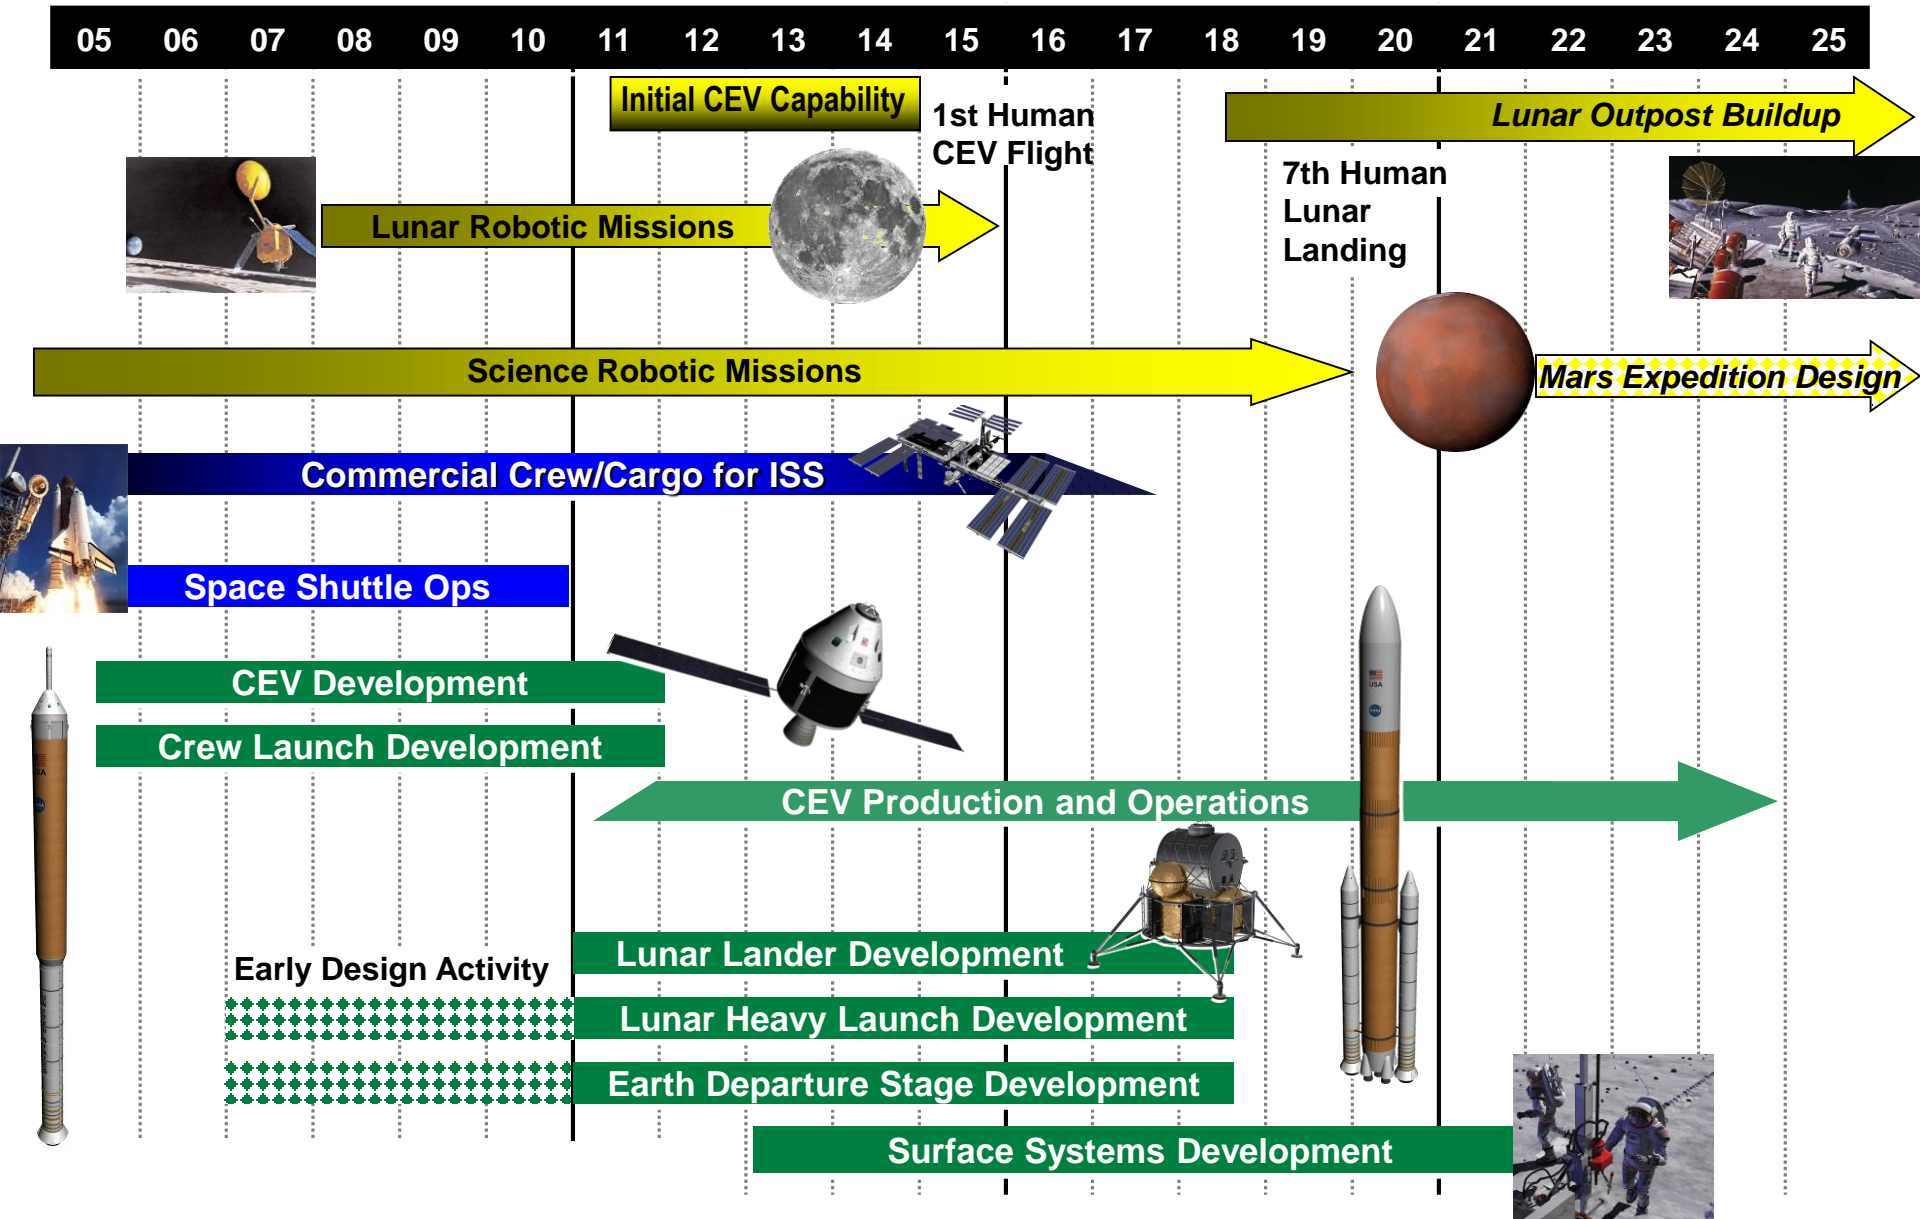 05 06 07 08 09 10 11 12 13 14 15 16 17 18 19 20 21 22 23 24 25
Initial CEV Capability
1st Human
CEV Flight
Lunar Outpost Buildup
7th Human
Lunar
Landing
Lunar Robotic Missions
Science Robotic Missions
Mars Expedition Design
Commercial Crew/Cargo for ISS
Space Shuttle Ops
CEV Development
Crew Launch Development
USA
CEV Production and Operations
Early Design Activity
Lunar Lander Development
Lunar Heavy Launch Development
Earth Departure Stage Development
Surface Systems Development